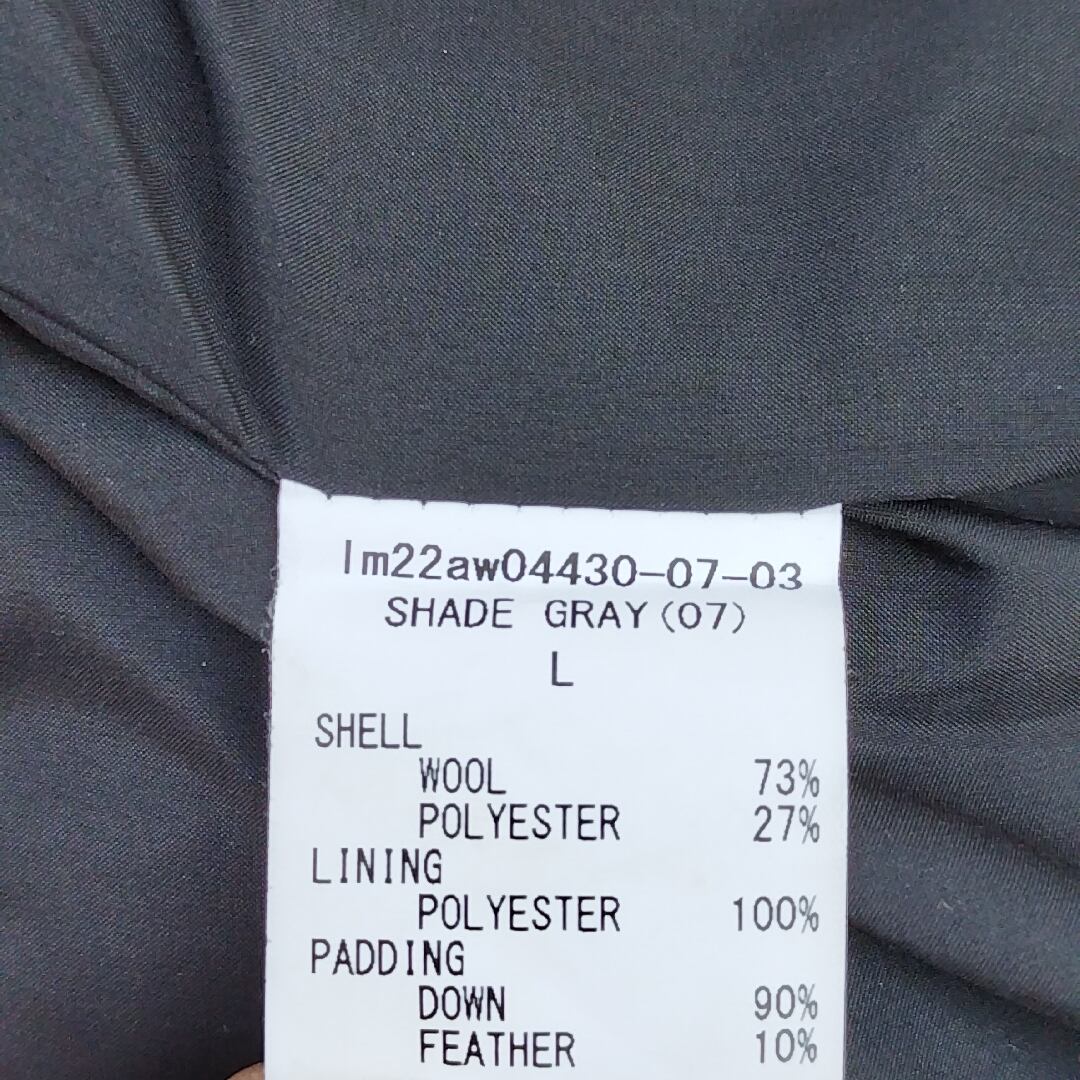 lm22aw04430-07-03
SHADE GRAY(07)
L
SHELL
WOOL 73%
POLYESTER 27%
LINING
POLYESTER 100%
PADDING
DOWN 90%
FEATHER 10%